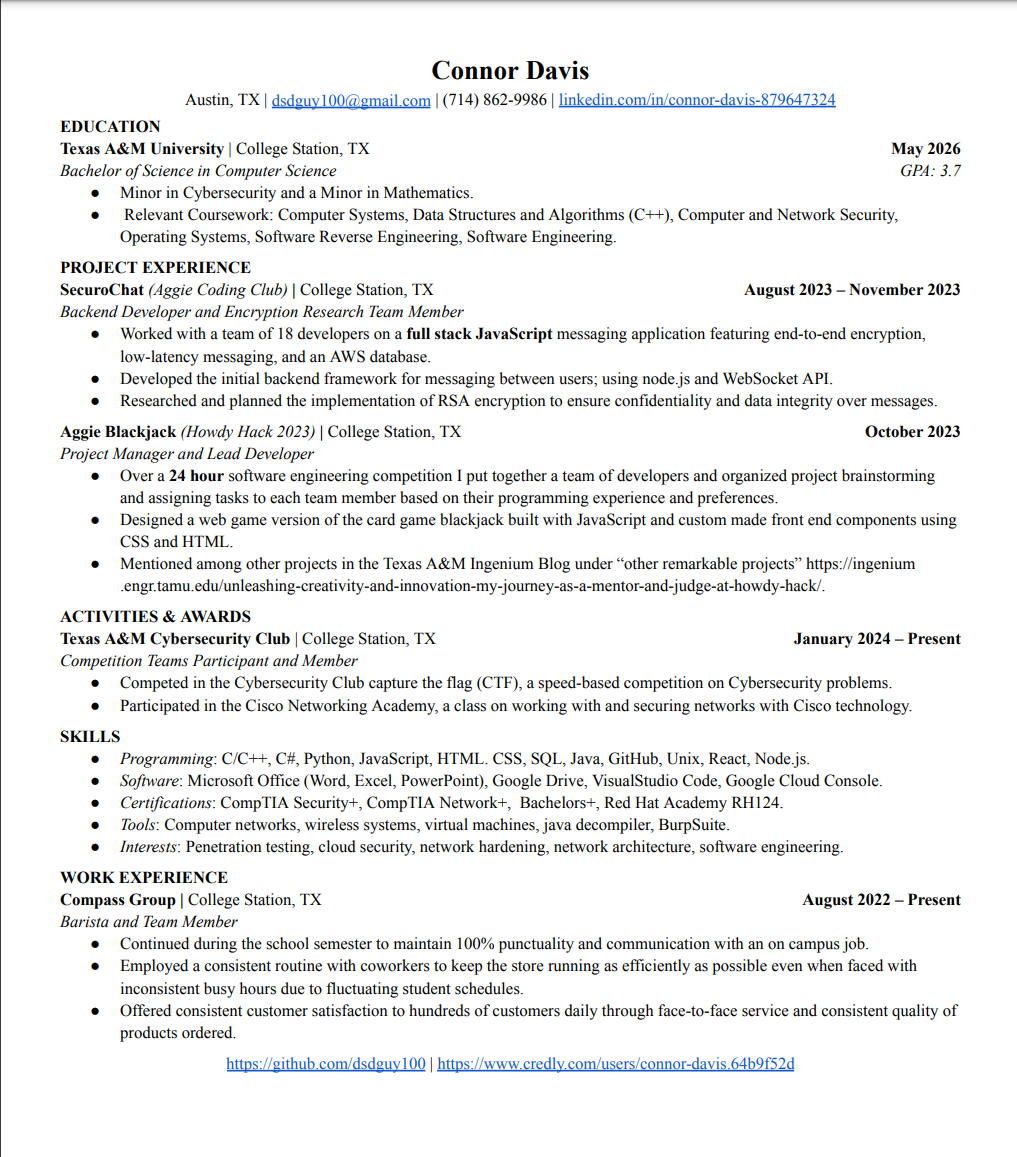 Connor Davis
Austin, TX | dsdguy100@gmail.com | (714) 862-9986 | linkedin.com/in/connor-davis-879647324
EDUCATION
Texas A&M University | College Station, TX May 2026
Bachelor of Science in Computer Science GPA: 3.7
● Minor in Cybersecurity and a Minor in Mathematics.
● Relevant Coursework: Computer Systems, Data Structures and Algorithms (C++), Computer and Network Security,
Operating Systems, Software Reverse Engineering, Software Engineering.
PROJECT EXPERIENCE
SecuroChat (Aggie Coding Club) | College Station, TX August 2023 – November 2023
Backend Developer and Encryption Research Team Member
● Worked with a team of 18 developers on a full stack JavaScript messaging application featuring end-to-end encryption,
low-latency messaging, and an AWS database.
● Developed the initial backend framework for messaging between users; using node.js and WebSocket API.
● Researched and planned the implementation of RSA encryption to ensure confidentiality and data integrity over messages.
Aggie Blackjack (Howdy Hack 2023) | College Station, TX October 2023
Project Manager and Lead Developer
● Over a 24 hour software engineering competition I put together a team of developers and organized project brainstorming
and assigning tasks to each team member based on their programming experience and preferences.
● Designed a web game version of the card game blackjack built with JavaScript and custom made front end components using
CSS and HTML.
● Mentioned among other projects in the Texas A&M Ingenium Blog under “other remarkable projects” https://ingenium
.engr.tamu.edu/unleashing-creativity-and-innovation-my-journey-as-a-mentor-and-judge-at-howdy-hack/.
ACTIVITIES & AWARDS
Texas A&M Cybersecurity Club | College Station, TX January 2024 – Present
Competition Teams Participant and Member
● Competed in the Cybersecurity Club capture the flag (CTF), a speed-based competition on Cybersecurity problems.
● Participated in the Cisco Networking Academy, a class on working with and securing networks with Cisco technology.
SKILLS
● Programming: C/C++, C#, Python, JavaScript, HTML. CSS, SQL, Java, GitHub, Unix, React, Node.js.
● Software: Microsoft Office (Word, Excel, PowerPoint), Google Drive, VisualStudio Code, Google Cloud Console.
● Certifications: CompTIA Security+, CompTIA Network+, Bachelors+, Red Hat Academy RH124.
● Tools: Computer networks, wireless systems, virtual machines, java decompiler, BurpSuite.
● Interests: Penetration testing, cloud security, network hardening, network architecture, software engineering.
WORK EXPERIENCE
Compass Group | College Station, TX August 2022 – Present
Barista and Team Member
● Continued during the school semester to maintain 100% punctuality and communication with an on campus job.
● Employed a consistent routine with coworkers to keep the store running as efficiently as possible even when faced with
inconsistent busy hours due to fluctuating student schedules.
● Offered consistent customer satisfaction to hundreds of customers daily through face-to-face service and consistent quality of
products ordered.
https://github.com/dsdguy100 | https://www.credly.com/users/connor-davis.64b9f52d